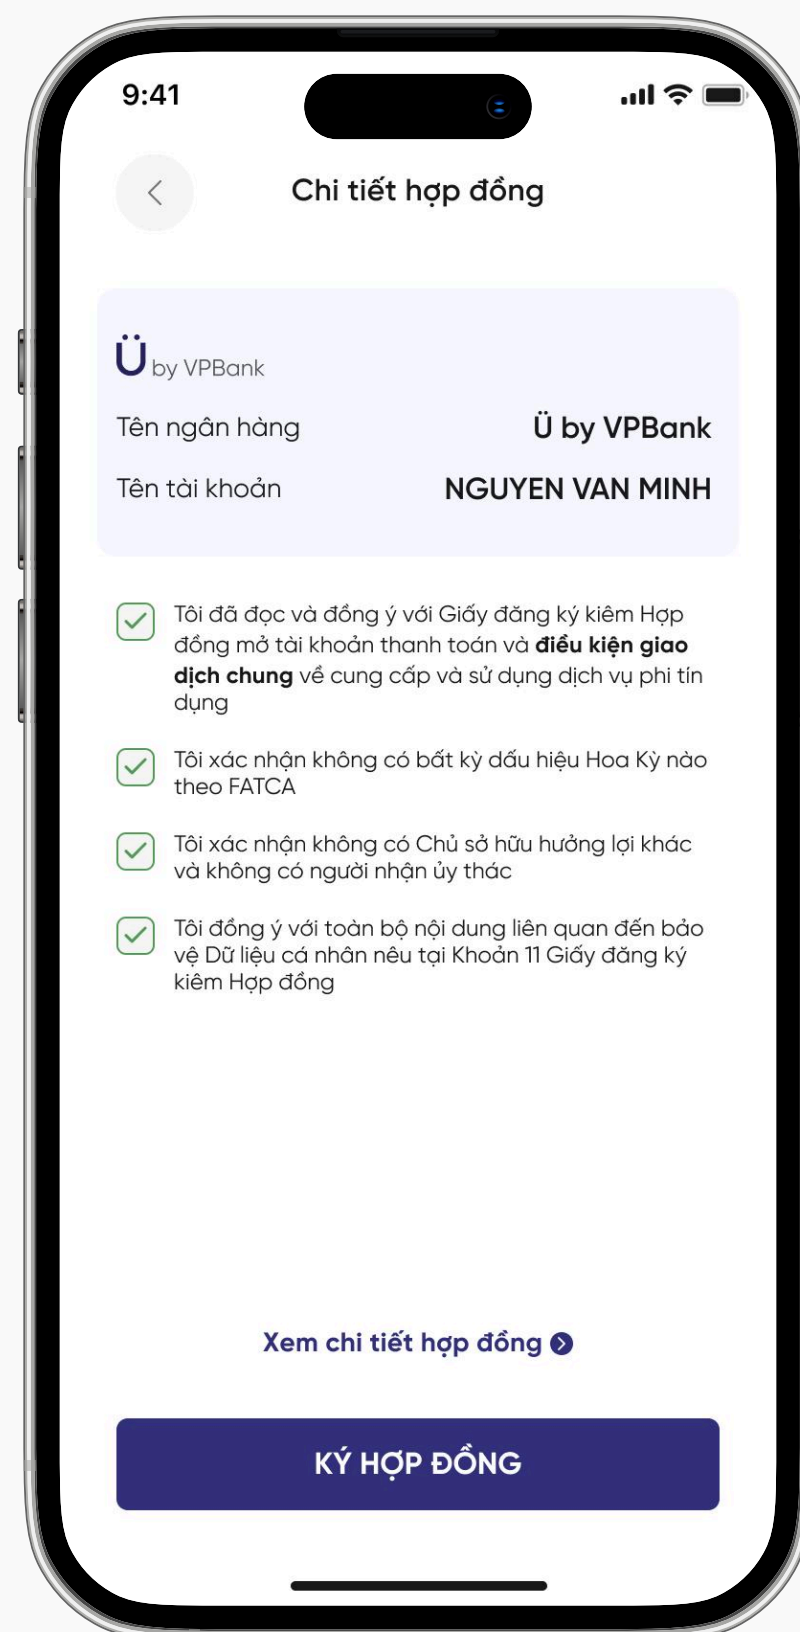 9:41
Chi tiết hợp đồng
Ü by VPBank
Tên ngân hàng Ü by VPBank
Tên tài khoản NGUYEN VAN MINH
Tôi đã đọc và đồng ý với Giấy đăng ký kiêm Hợp
đồng mở tài khoản thanh toán và điều kiện giao
dịch chung về cung cấp và sử dụng dịch vụ phi tín
dụng
Tôi xác nhận không có bất kỳ dấu hiệu Hoa Kỳ nào
theo FATCA
Tôi xác nhận không có Chủ sở hữu hưởng lợi khác
và không có người nhận ủy thác
Tôi đồng ý với toàn bộ nội dung liên quan đến bảo
vệ Dữ liệu cá nhân nêu tại Khoản 11 Giấy đăng ký
kiêm Hợp đồng
Xem chi tiết hợp đồng
KÝ HỢP ĐỒNG